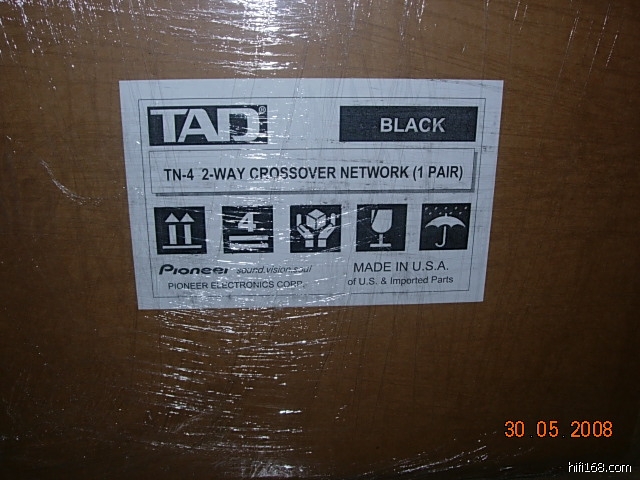 TAD®
BLACK
TN-4 2-WAY CROSSOVER NETWORK (1 PAIR)
4
Pioneer sound.vision.soul
PIONEER ELECTRONICS CORP.
MADE IN U.S.A.
of U.S. & Imported Parts
30 05 2008
hifi168.com